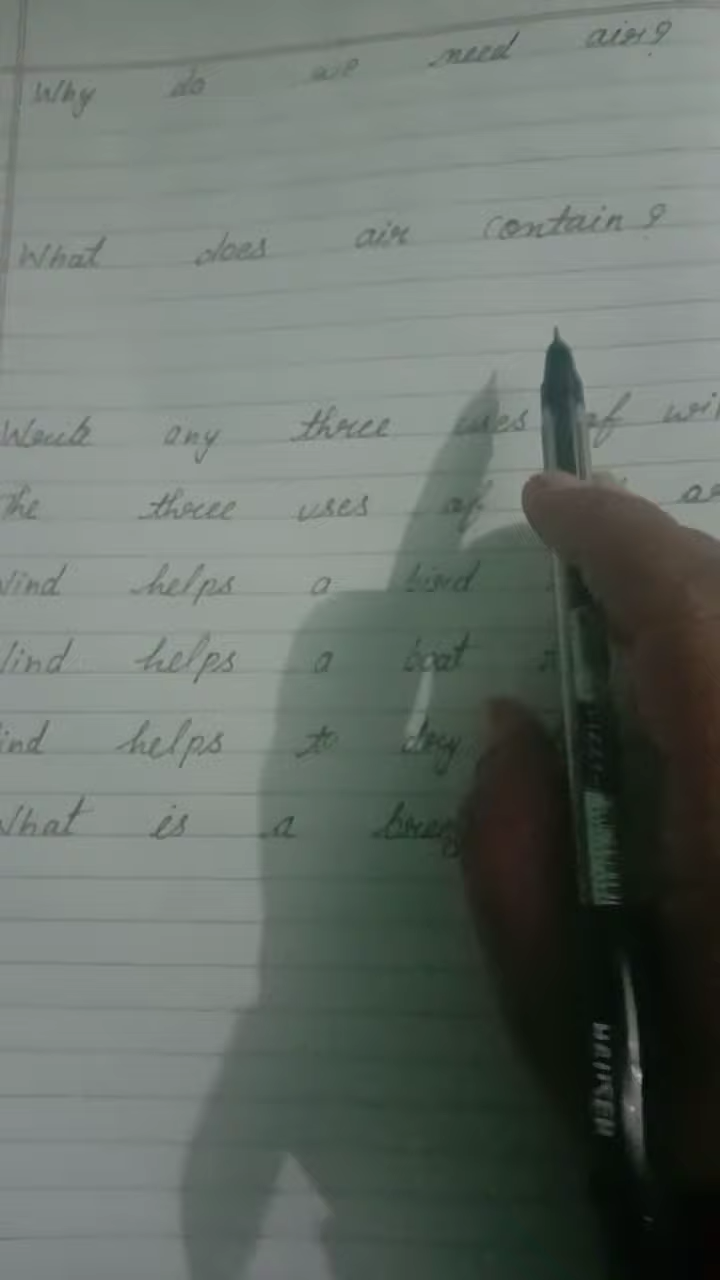 Why do we need air?
What does air contain?
Write any three uses of
The three uses of
Wind helps a bird
Wind helps a boat
Wind helps to dry
What is a
HAUSER